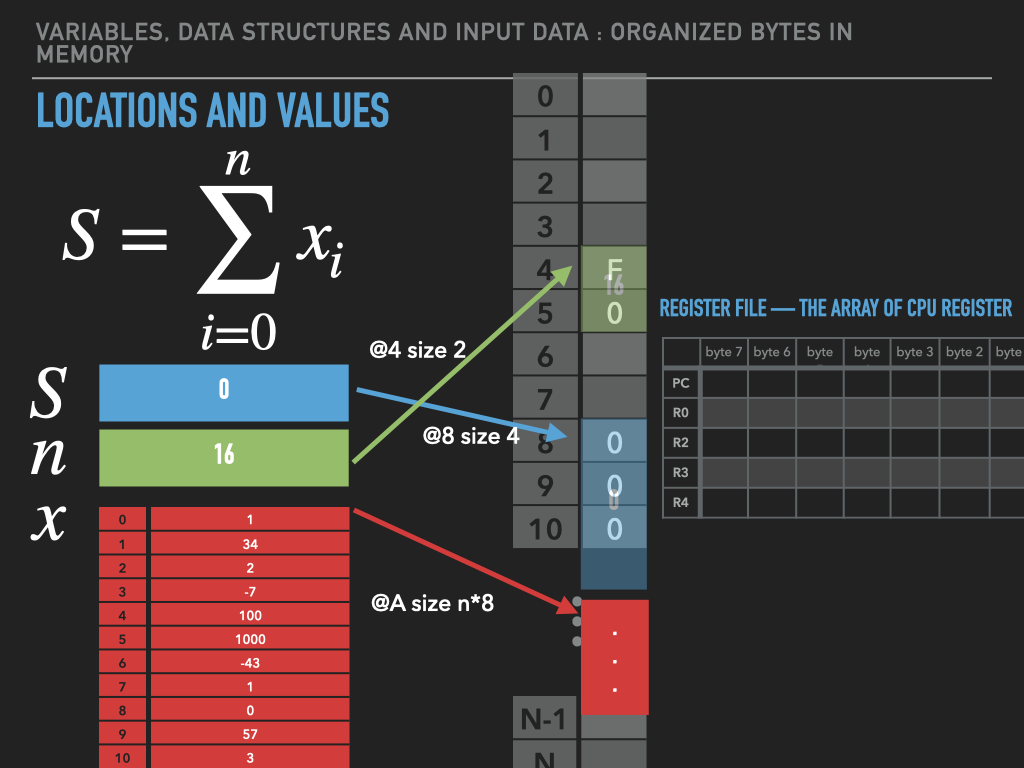 VARIABLES, DATA STRUCTURES AND INPUT DATA : ORGANIZED BYTES IN
MEMORY
LOCATIONS AND VALUES
n
S = ∑ xi
i=0
S 0
n 16
x
0 1
1 34
2 2
3 -7
4 100
5 1000
6 -43
7 1
8 0
9 57
10 3
@4 size 2
@8 size 4
@A size n*8
0
1
2
3
4 F
16
5 0
6
7
8 0
9 0
0
10 0
.
.
.
N-1
N
REGISTER FILE — THE ARRAY OF CPU REGISTER
byte 7 byte 6 byte byte byte 3 byte 2 byte
PC
R0
R2
R3
R4